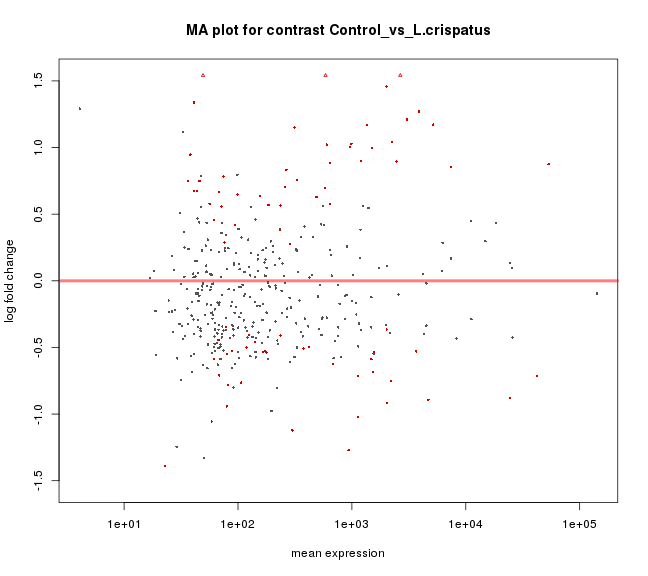 MA plot for contrast Control_vs_L.crispatus
log fold change
1.5
1.0
0.5
0.0
-0.5
-1.0
-1.5
1e+01 1e+02 1e+03 1e+04 1e+05
mean expression